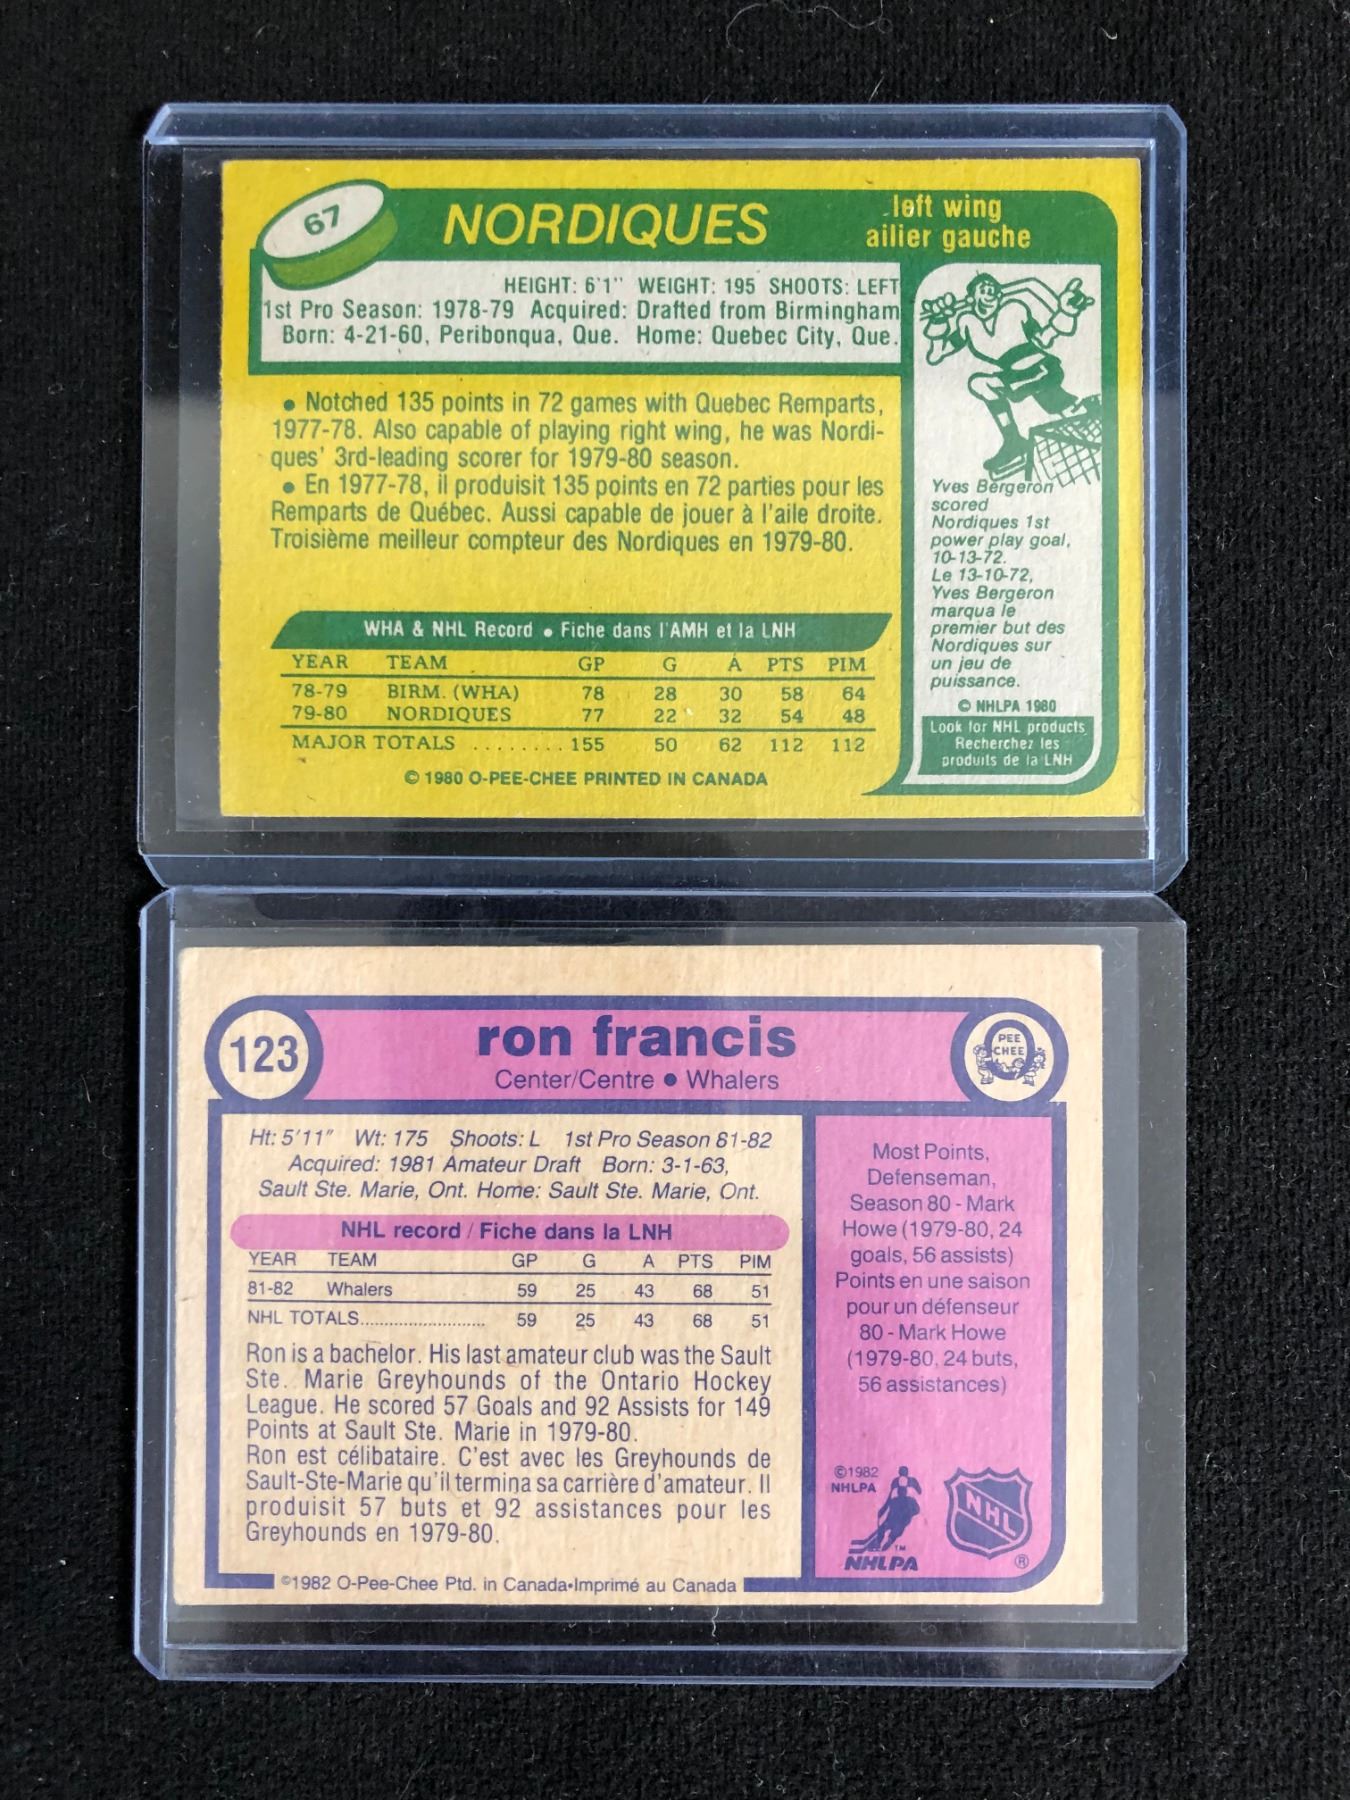 67
NORDIQUES
left wing
ailier gauche
HEIGHT: 6'1" WEIGHT: 195 SHOOTS: LEFT
1st Pro Season: 1978-79 Acquired: Drafted from Birmingham
Born: 4-21-60, Peribonqua, Que. Home: Quebec City, Que.
• Notched 135 points in 72 games with Quebec Remparts,
1977-78. Also capable of playing right wing, he was Nordi-
ques' 3rd-leading scorer for 1979-80 season.
• En 1977-78, il produisit 135 points en 72 parties pour les
Remparts de Québec. Aussi capable de jouer à l'aile droite.
Troisième meilleur compteur des Nordiques en 1979-80.
WHA & NHL Record • Fiche dans l'AMH et la LNH
YEAR TEAM GP G A PTS PIM
78-79 BIRM. (WHA) 78 28 30 58 64
79-80 NORDIQUES 77 22 32 54 48
MAJOR TOTALS ........ 155 50 62 112 112
© 1980 O-PEE-CHEE PRINTED IN CANADA
Yves Bergeron
scored
Nordiques 1st
power play goal,
10-13-72.
Le 13-10-72,
Yves Bergeron
marqua le
premier but des
Nordiques sur
un jeu de
puissance.
© NHLPA 1980
Look for NHL products
Recherchez les
produits de la LNH
123
ron francis
Center/Centre • Whalers
O
PEE
CHEE
Ht: 5'11" Wt: 175 Shoots: L 1st Pro Season 81-82
Acquired: 1981 Amateur Draft Born: 3-1-63,
Sault Ste. Marie, Ont. Home: Sault Ste. Marie, Ont.
NHL record / Fiche dans la LNH
YEAR TEAM GP G A PTS PIM
81-82 Whalers 59 25 43 68 51
NHL TOTALS.......................... 59 25 43 68 51
Ron is a bachelor. His last amateur club was the Sault
Ste. Marie Greyhounds of the Ontario Hockey
League. He scored 57 Goals and 92 Assists for 149
Points at Sault Ste. Marie in 1979-80.
Ron est célibataire. C'est avec les Greyhounds de
Sault-Ste-Marie qu'il termina sa carrière d'amateur. Il
produisit 57 buts et 92 assistances pour les
Greyhounds en 1979-80.
©1982 O-Pee-Chee Ptd. in Canada•Imprimé au Canada
Most Points,
Defenseman,
Season 80 - Mark
Howe (1979-80, 24
goals, 56 assists)
Points en une saison
pour un défenseur
80 - Mark Howe
(1979-80, 24 buts,
56 assistances)
©1982
NHLPA
TM
NHLPA
NHL
®